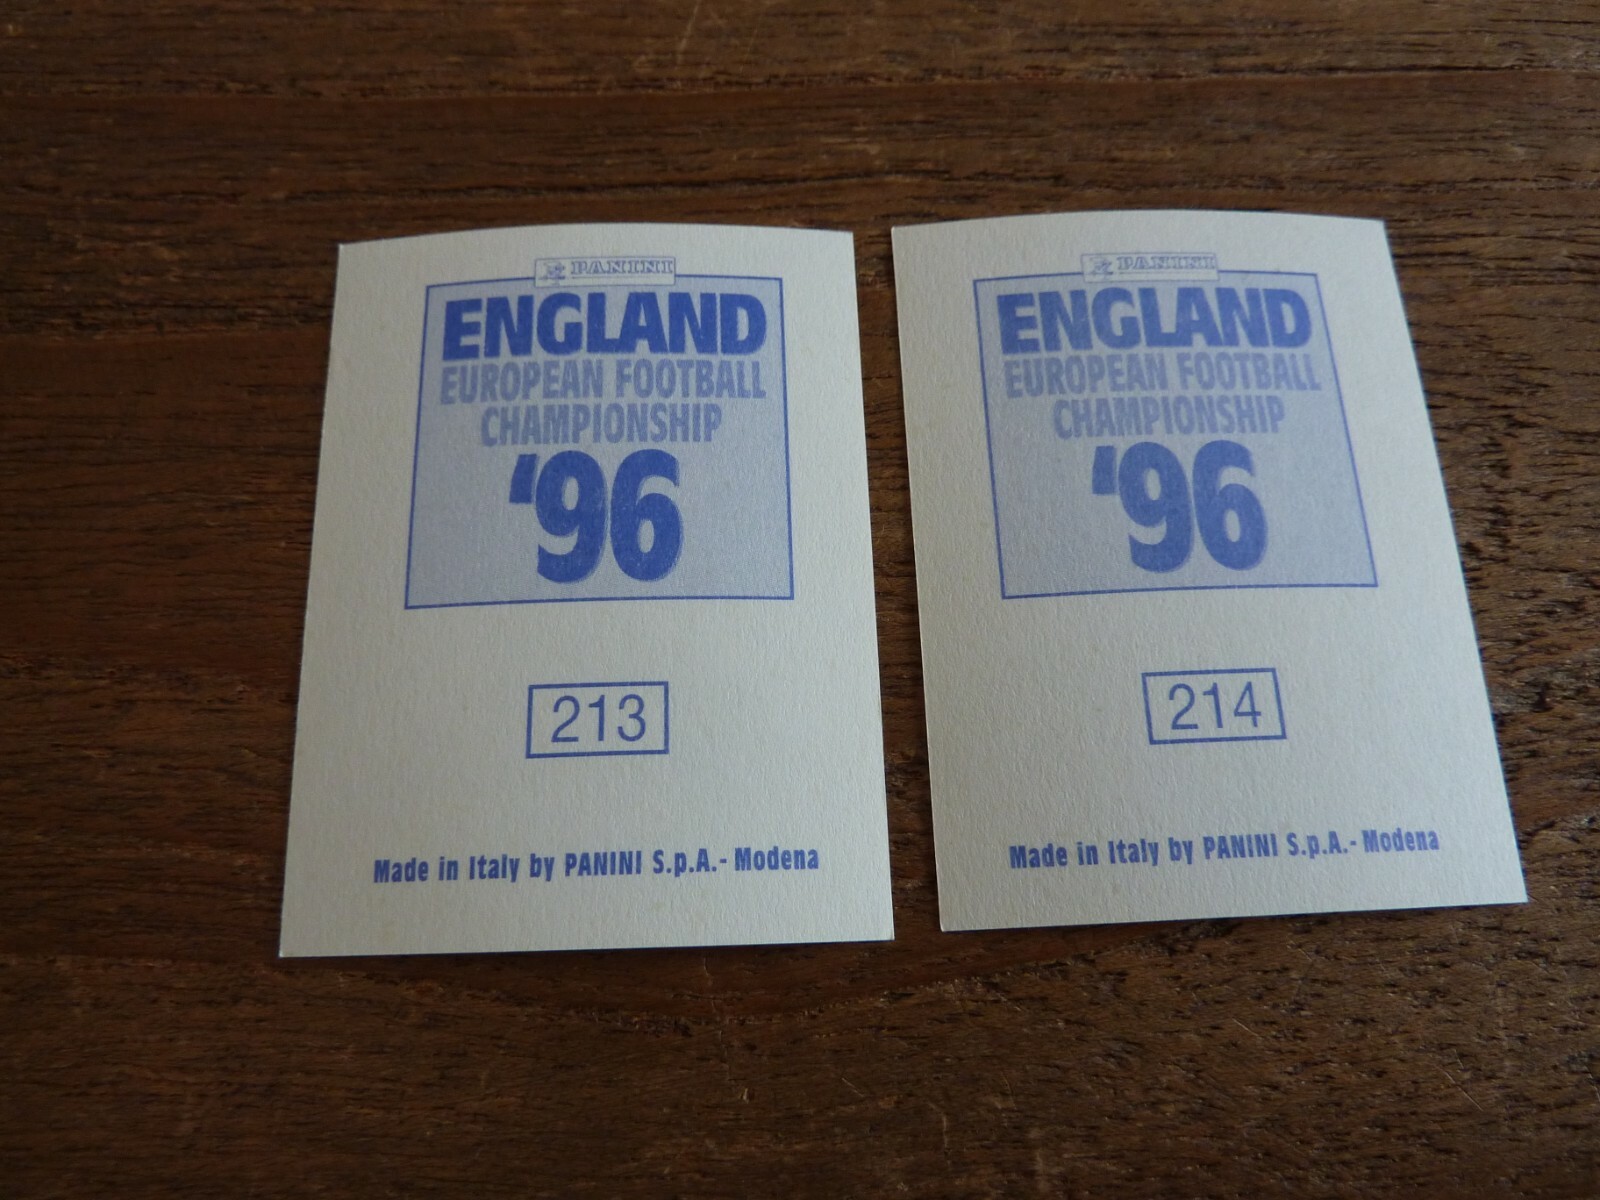 PANINI
ENGLAND
EUROPEAN FOOTBALL
CHAMPIONSHIP
'96
213
Made in Italy by PANINI S.p.A.- Modena
PANINI
ENGLAND
EUROPEAN FOOTBALL
CHAMPIONSHIP
'96
214
Made in Italy by PANINI S.p.A.- Modena